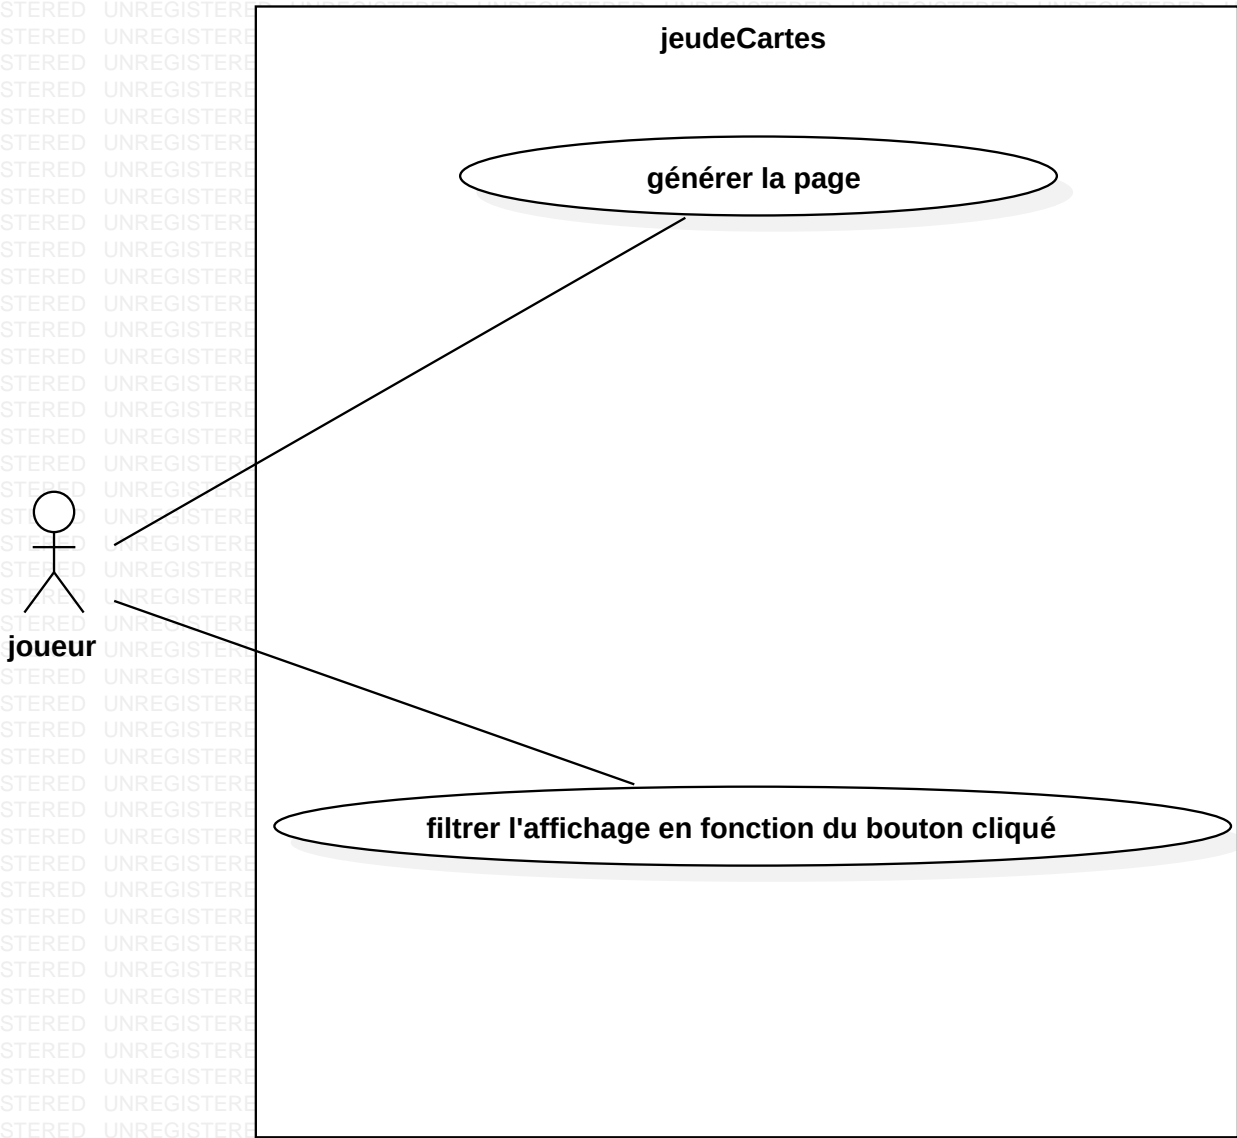 jeudeCartes
générer la page
joueur
filtrer l'affichage en fonction du bouton cliqué